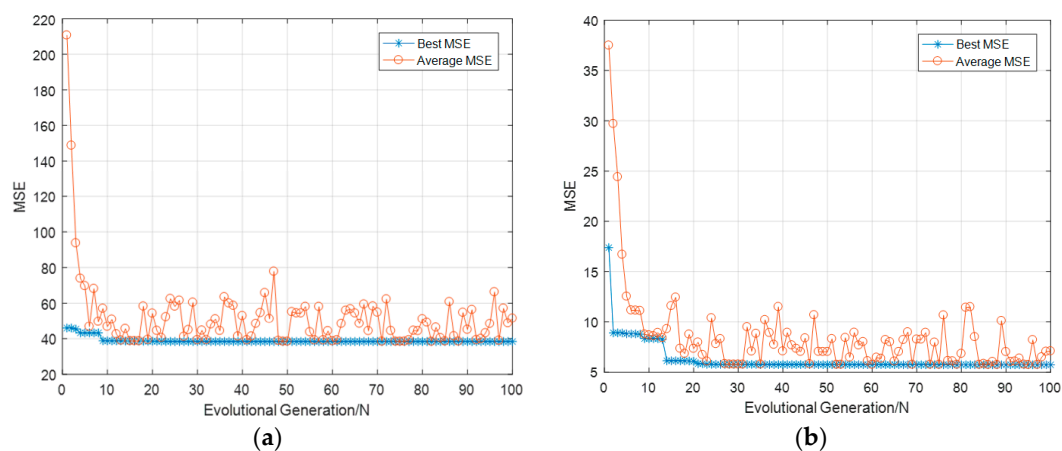 220
200
180
160
140
120
100
80
60
40
20
MSE
0 10 20 30 40 50 60 70 80 90 100
Evolutional Generation/N
Best MSE
Average MSE
(a)
40
35
30
25
20
15
10
5
MSE
0 10 20 30 40 50 60 70 80 90 100
Evolutional Generation/N
Best MSE
Average MSE
(b)